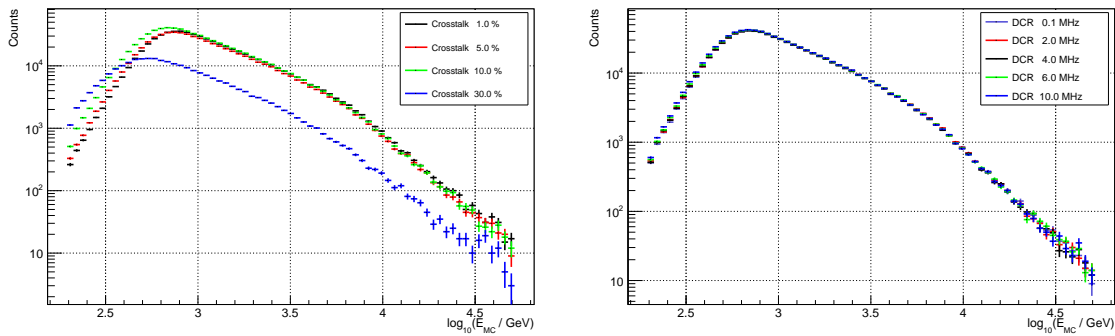 Counts
10⁴
10³
10²
10
2.5
3
3.5
4
4.5
log₁₀(E_MC / GeV)
Crosstalk 1.0 %
Crosstalk 5.0 %
Crosstalk 10.0 %
Crosstalk 30.0 %
Counts
10⁴
10³
10²
10
2.5
3
3.5
4
4.5
log₁₀(E_MC / GeV)
DCR 0.1 MHz
DCR 2.0 MHz
DCR 4.0 MHz
DCR 6.0 MHz
DCR 10.0 MHz